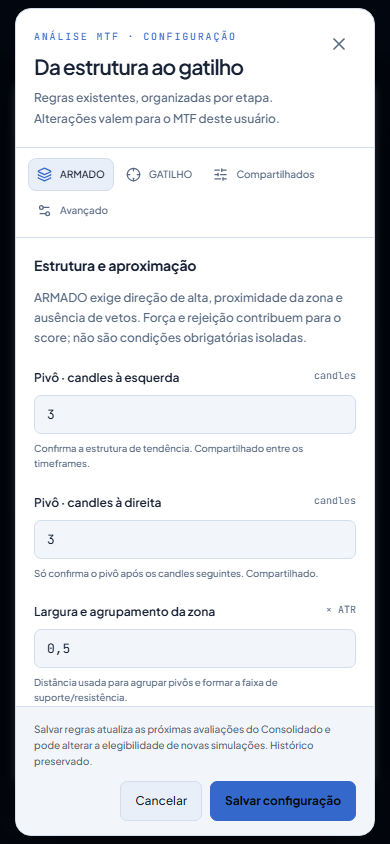 ANÁLISE MTF · CONFIGURAÇÃO
Da estrutura ao gatilho
Regras existentes, organizadas por etapa.
Alterações valem para o MTF deste usuário.
ARMADO
GATILHO
Compartilhados
Avançado
Estrutura e aproximação
ARMADO exige direção de alta, proximidade da zona e
ausência de vetos. Força e rejeição contribuem para o
score; não são condições obrigatórias isoladas.
Pivô · candles à esquerda
candles
3
Confirma a estrutura de tendência. Compartilhado entre os
timeframes.
Pivô · candles à direita
candles
3
Só confirma o pivô após os candles seguintes. Compartilhado.
Largura e agrupamento da zona
× ATR
0,5
Distância usada para agrupar pivôs e formar a faixa de
suporte/resistência.
Salvar regras atualiza as próximas avaliações do Consolidado e
pode alterar a elegibilidade de novas simulações. Histórico
preservado.
Cancelar
Salvar configuração